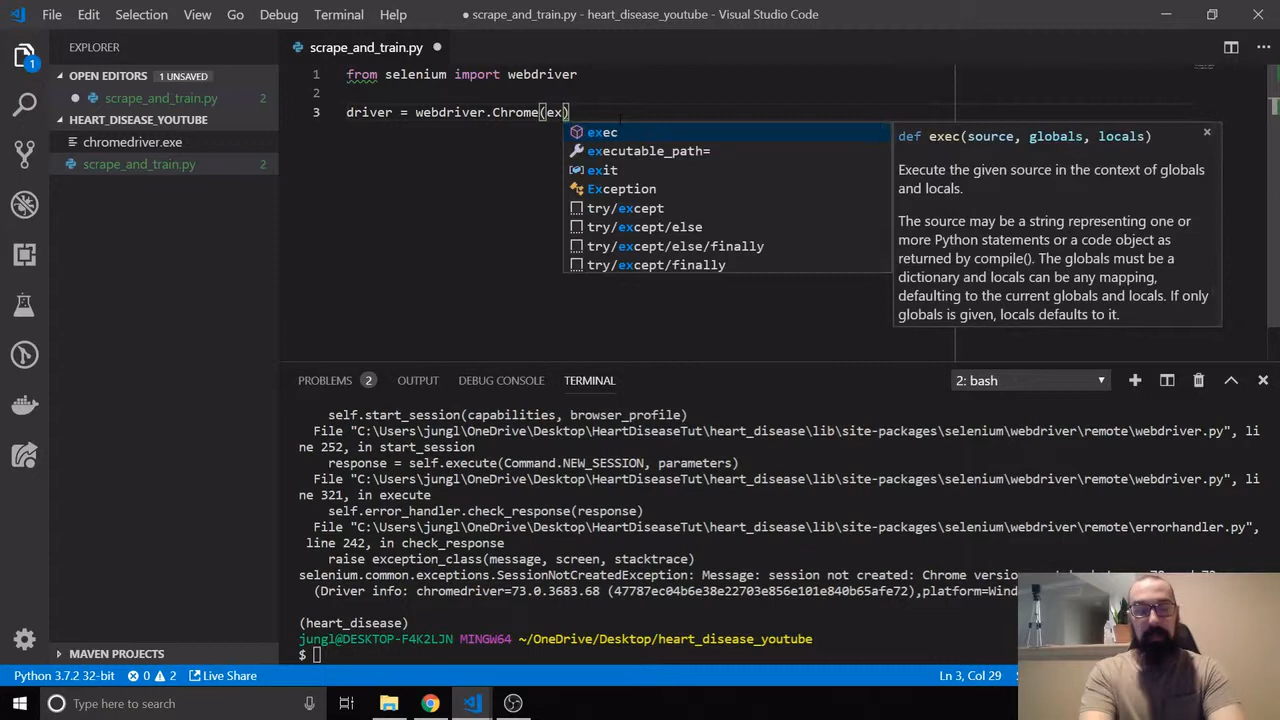 File Edit Selection View Go Debug Terminal Help
● scrape_and_train.py - heart_disease_youtube - Visual Studio Code
EXPLORER
scrape_and_train.py ●
OPEN EDITORS 1 UNSAVED
● scrape_and_train.py 2
HEART_DISEASE_YOUTUBE
chromedriver.exe
scrape_and_train.py 2
1
1 from selenium import webdriver
2
3 driver = webdriver.Chrome(ex)
exec
executable_path=
exit
Exception
try/except
try/except/else
try/except/else/finally
try/except/finally
def exec(source, globals, locals)
Execute the given source in the context of globals
and locals.
The source may be a string representing one or
more Python statements or a code object as
returned by compile(). The globals must be a
dictionary and locals can be any mapping,
defaulting to the current globals and locals. If only
globals is given, locals defaults to it.
PROBLEMS 2 OUTPUT DEBUG CONSOLE TERMINAL 2: bash
self.start_session(capabilities, browser_profile)
File "C:\Users\jungl\OneDrive\Desktop\HeartDiseaseTut\heart_disease\lib\site-packages\selenium\webdriver\remote\webdriver.py", li
ne 252, in start_session
response = self.execute(Command.NEW_SESSION, parameters)
File "C:\Users\jungl\OneDrive\Desktop\HeartDiseaseTut\heart_disease\lib\site-packages\selenium\webdriver\remote\webdriver.py", li
ne 321, in execute
self.error_handler.check_response(response)
File "C:\Users\jungl\OneDrive\Desktop\HeartDiseaseTut\heart_disease\lib\site-packages\selenium\webdriver\remote\errorhandler.py",
line 242, in check_response
raise exception_class(message, screen, stacktrace)
selenium.common.exceptions.SessionNotCreatedException: Message: session not created: Chrome version
(Driver info: chromedriver=73.0.3683.68 (47787ec04b6e38e22703e856e101e840b65afe72),platform=Wind
(heart_disease)
jungl@DESKTOP-F4K2LJN MINGW64 ~/OneDrive/Desktop/heart_disease_youtube
$
MAVEN PROJECTS
Python 3.7.2 32-bit 0 2 Live Share Ln 3, Col 29
Type here to search